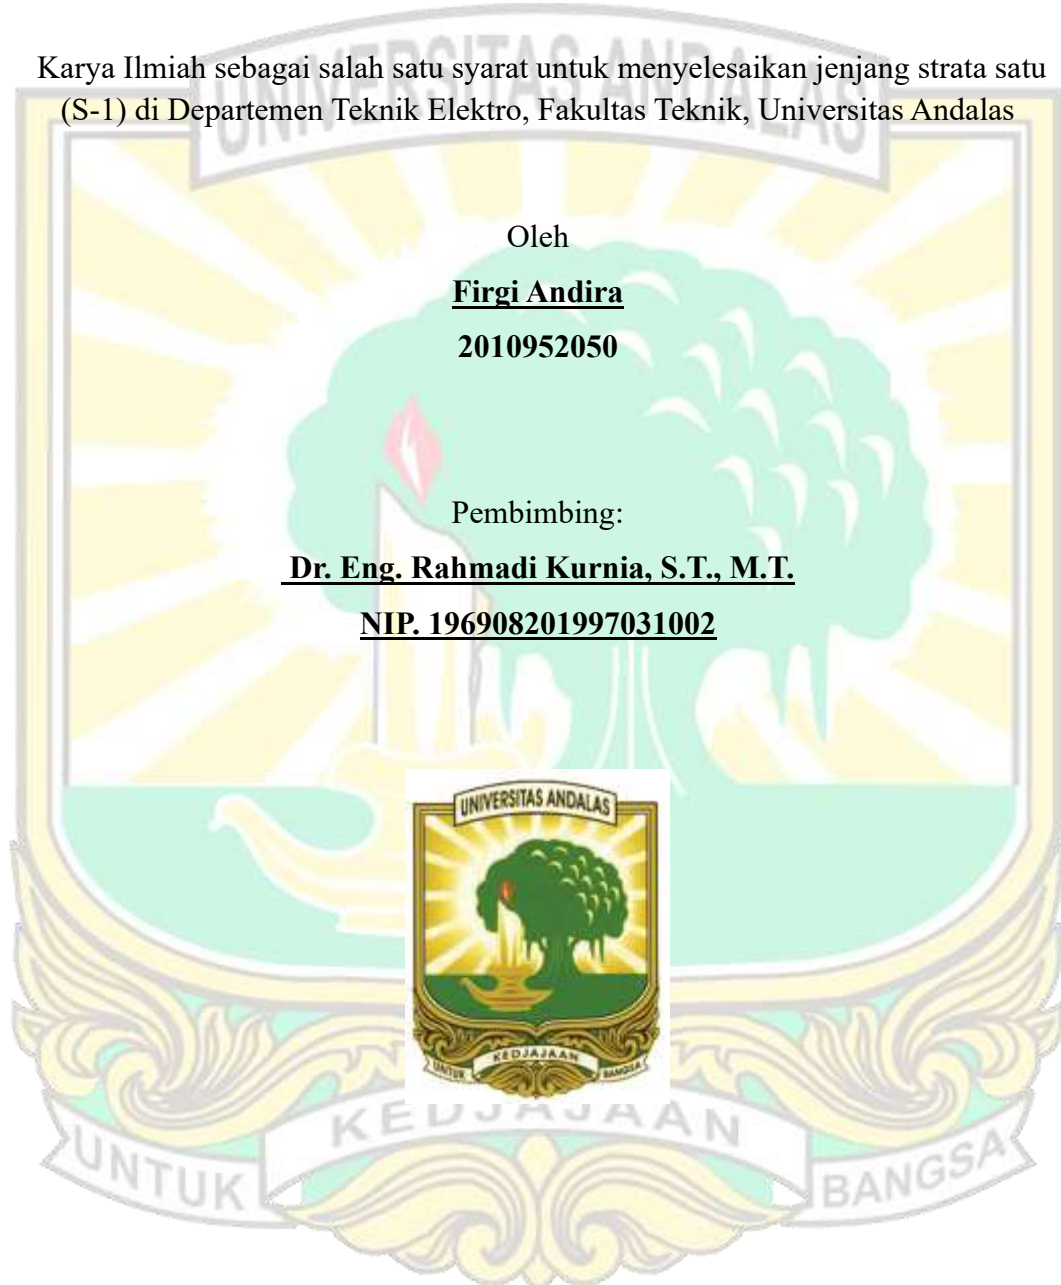 UNIVERSITAS ANDALAS
Karya Ilmiah sebagai salah satu syarat untuk menyelesaikan jenjang strata satu
(S-1) di Departemen Teknik Elektro, Fakultas Teknik, Universitas Andalas
Oleh
Firgi Andira
2010952050
Pembimbing:
Dr. Eng. Rahmadi Kurnia, S.T., M.T.
NIP. 196908201997031002
UNIVERSITAS ANDALAS
UNTUK KEDJAJAAN BANGSA
UNTUK KEDJAJAAN BANGSA